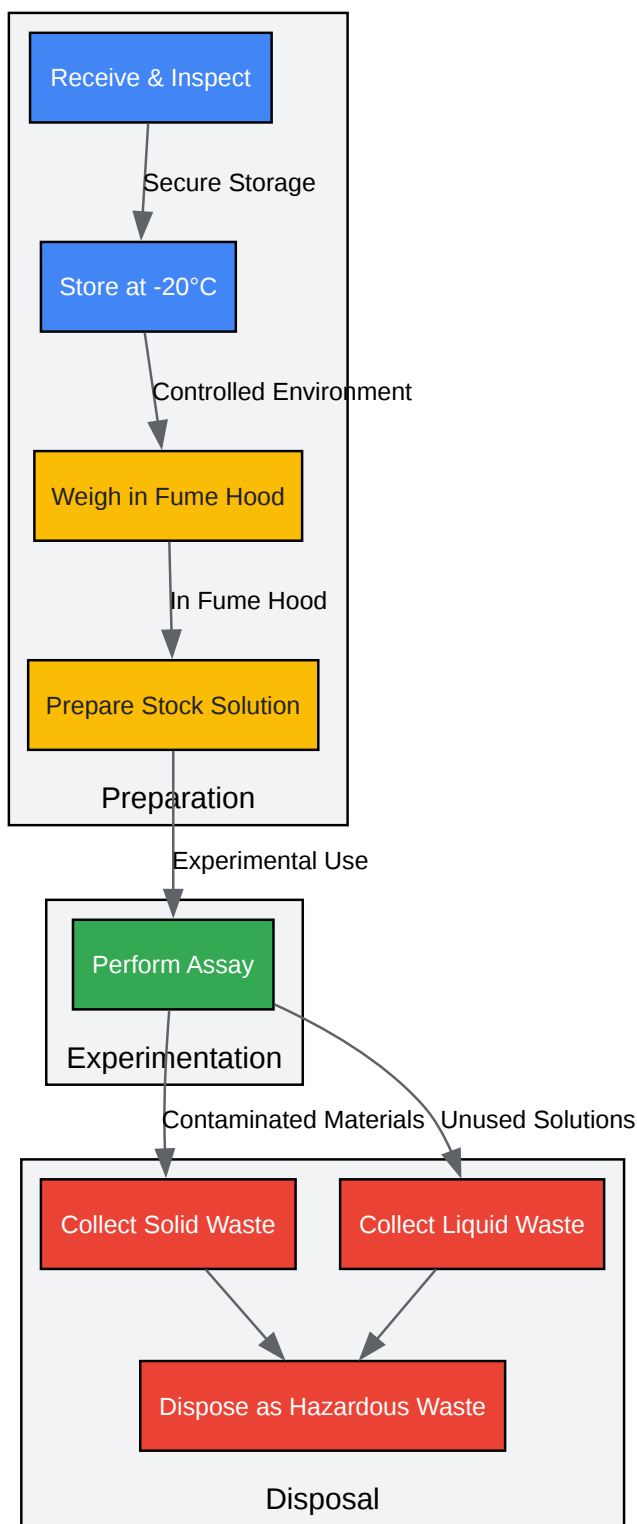 Receive & Inspect
Secure Storage
Store at -20°C
Controlled Environment
Weigh in Fume Hood
In Fume Hood
Prepare Stock Solution
Preparation
Experimental Use
Perform Assay
Experimentation
Contaminated Materials
Unused Solutions
Collect Solid Waste
Collect Liquid Waste
Dispose as Hazardous Waste
Disposal